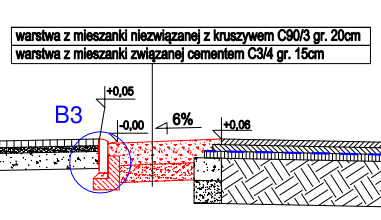 warstwa z mieszanki niezwiązanej z kruszywem C90/3 gr. 20cm
warstwa z mieszanki związanej cementem C3/4 gr. 15cm
+0,05
B3
-0,00
6%
+0,06